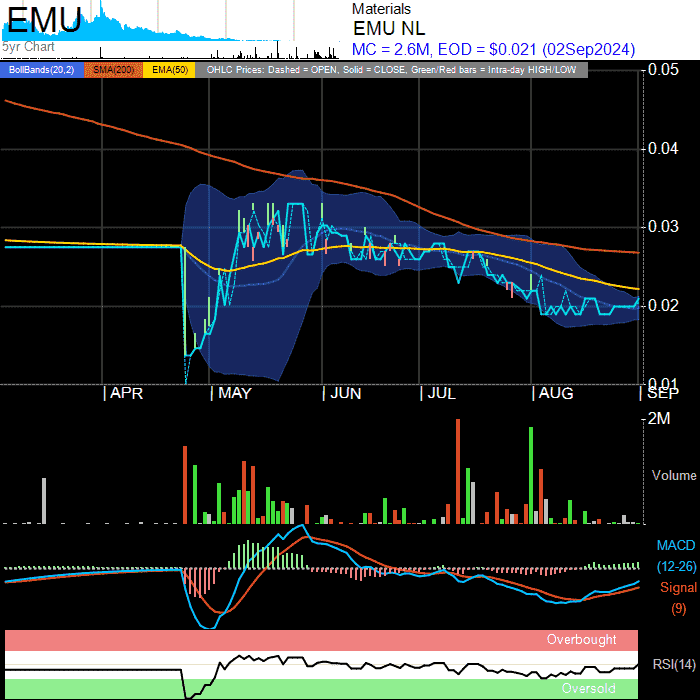 EMU
5yr Chart
Materials
EMU NL
MC = 2.6M, EOD = $0.021 (02Sep2024)
BollBands(20,2) SMA(200) EMA(50) OHLC Prices: Dashed = OPEN, Solid = CLOSE, Green/Red bars = Intra-day HIGH/LOW
0.05
0.04
0.03
0.02
0.01
APR MAY JUN JUL AUG SEP
2M
Volume
MACD
(12-26)
Signal
(9)
Overbought
RSI(14)
Oversold